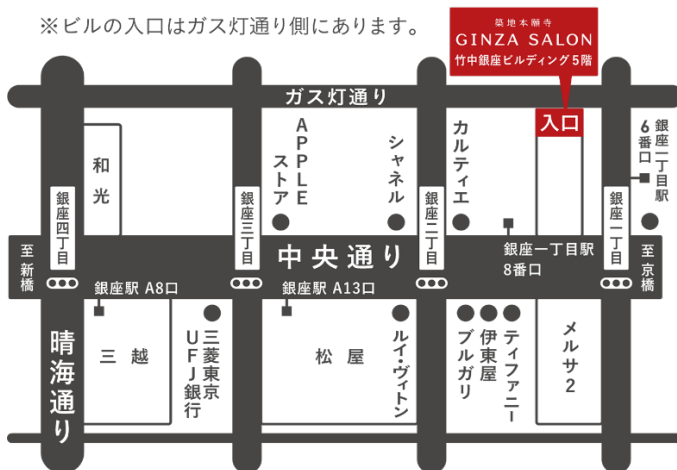 ※ビルの入口はガス灯通り側にあります。
築地本願寺
GINZA SALON
竹中銀座ビルディング5階
ガス灯通り
入口
和光
銀座四丁目
APPLE
ストア
銀座三丁目
シャネル
銀座二丁目
カルティエ
銀座一丁目駅
8番口
銀座一丁目
銀座一丁目駅
6番口
至新橋
中央通り
至京橋
銀座駅 A8口
銀座駅 A13口
晴海通り
三越
三菱東京
UFJ銀行
松屋
ルイ・ヴィトン
ブルガリ
伊東屋
ティファニー
メルサ2